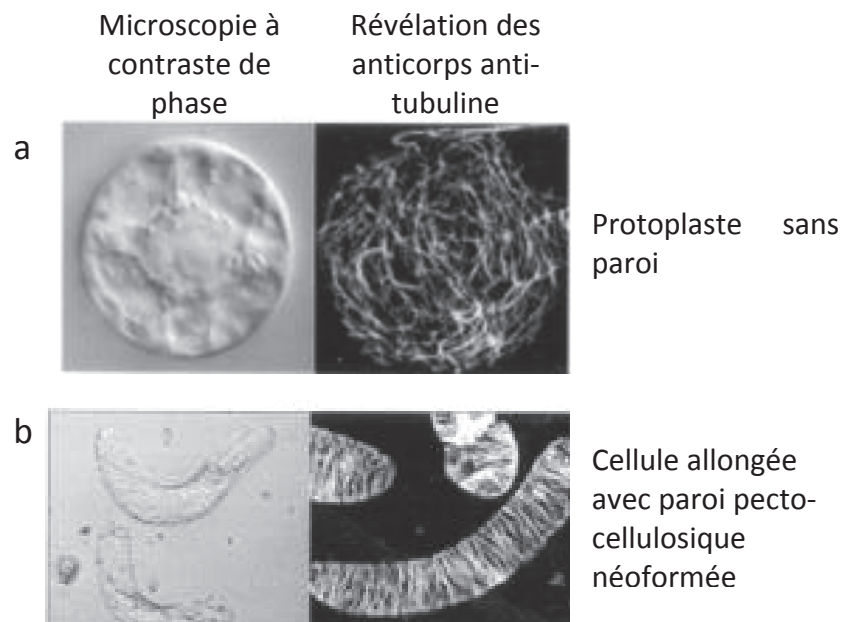 Microscopie à
contraste de
phase
Révélation des
anticorps anti-
tubuline
a
Protoplaste sans
paroi
b
Cellule allongée
avec paroi pecto-
cellulosique
néoformée